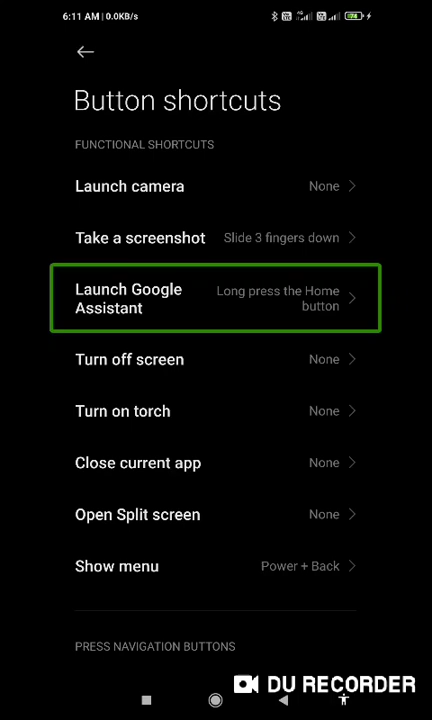 6:11 AM | 0.0KB/s
Button shortcuts
FUNCTIONAL SHORTCUTS
Launch camera None
Take a screenshot Slide 3 fingers down
Launch Google Long press the Home
Assistant button
Turn off screen None
Turn on torch None
Close current app None
Open Split screen None
Show menu Power + Back
PRESS NAVIGATION BUTTONS
DU RECORDER